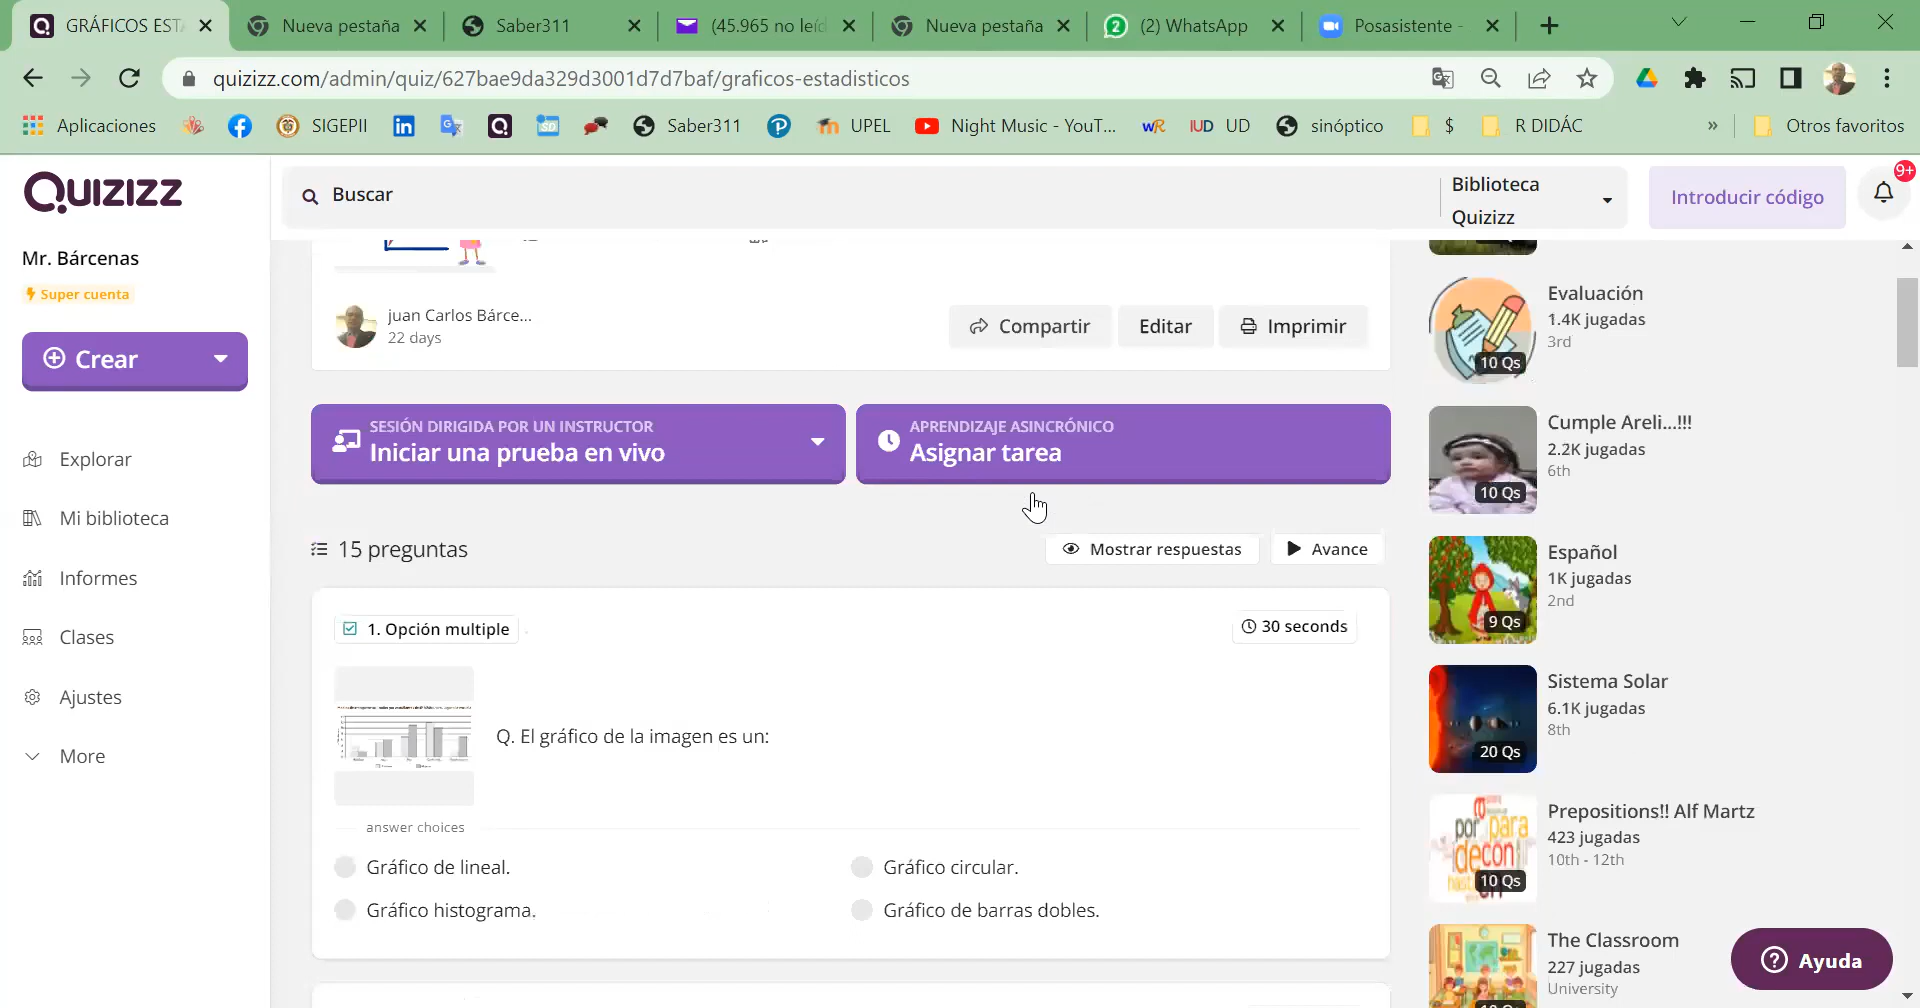 GRÁFICOS EST
Nueva pestaña
Saber311
(45.965 no leíd
Nueva pestaña
(2) WhatsApp
Posasistente -
quizizz.com/admin/quiz/627bae9da329d3001d7d7baf/graficos-estadisticos
Aplicaciones
SIGEPII
Saber311
UPEL
Night Music - YouT...
WR
IUD UD
sinóptico
$
R DIDÁC
»
Otros favoritos
QUIZIZZ
Buscar
Biblioteca
Quizizz
Introducir código
9+
Mr. Bárcenas
Super cuenta
Crear
Explorar
Mi biblioteca
Informes
Clases
Ajustes
More
juan Carlos Bárce...
22 days
Compartir
Editar
Imprimir
SESIÓN DIRIGIDA POR UN INSTRUCTOR
Iniciar una prueba en vivo
APRENDIZAJE ASINCRÓNICO
Asignar tarea
15 preguntas
Mostrar respuestas
Avance
1. Opción multiple
30 seconds
Q. El gráfico de la imagen es un:
answer choices
Gráfico de lineal.
Gráfico circular.
Gráfico histograma.
Gráfico de barras dobles.
Evaluación
1.4K jugadas
3rd
10 Qs
Cumple Areli...!!!
2.2K jugadas
6th
10 Qs
Español
1K jugadas
2nd
9 Qs
Sistema Solar
6.1K jugadas
8th
20 Qs
Prepositions!! Alf Martz
423 jugadas
10th - 12th
por para
de con
10 Qs
The Classroom
227 jugadas
University
Ayuda